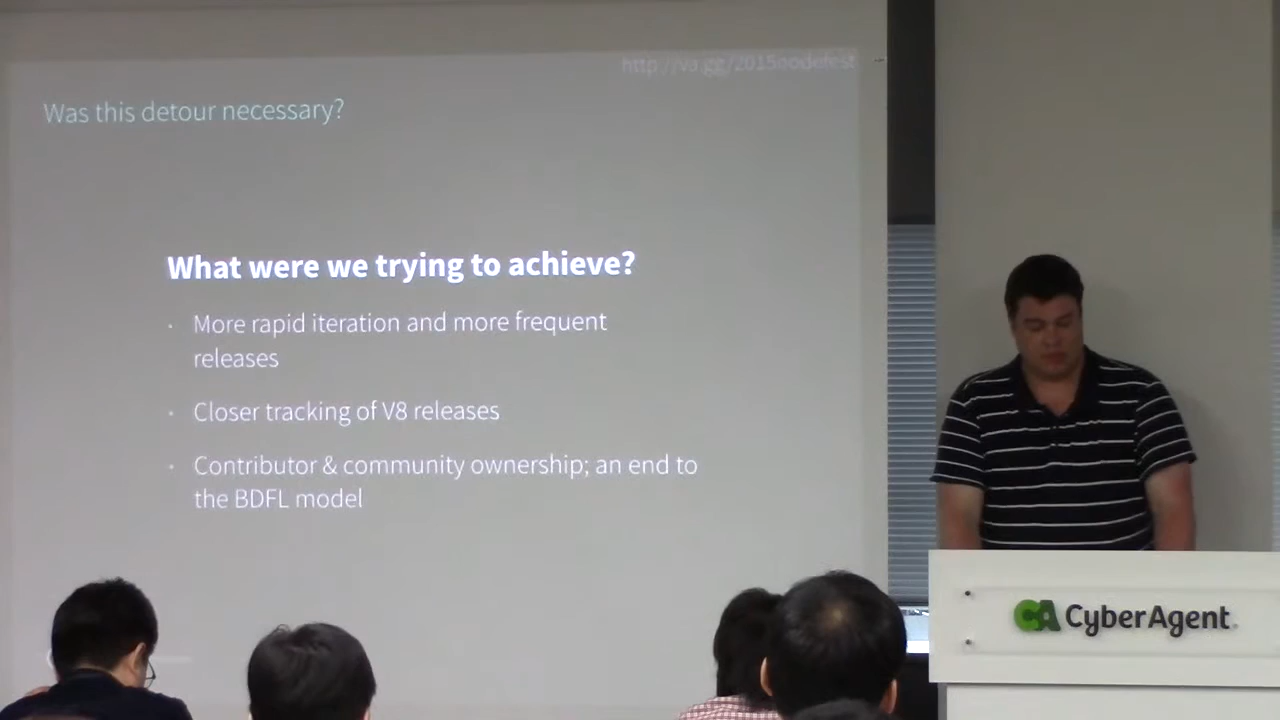 http://va.gg/2015nodefest
Was this detour necessary?
What were we trying to achieve?
· More rapid iteration and more frequent
releases
· Closer tracking of V8 releases
· Contributor & community ownership; an end to
the BDFL model
CA CyberAgent